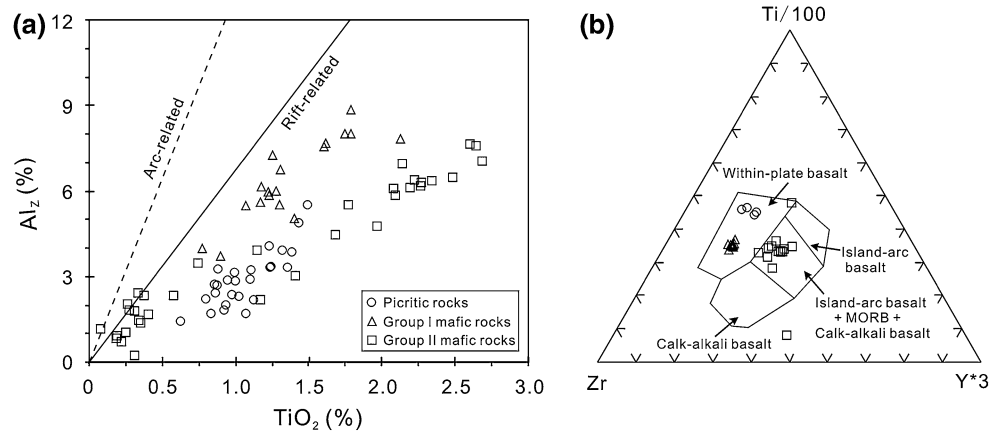 (a)
12
9
6
3
0
Al_Z (%)
0
0.5
1.0
1.5
2.0
2.5
3.0
TiO₂ (%)
Arc-related
Rift-related
Picritic rocks
Group I mafic rocks
Group II mafic rocks
(b)
Ti/100
Within-plate basalt
Island-arc
basalt
Island-arc basalt
+ MORB +
Calk-alkali basalt
Calk-alkali basalt
Zr
Y*3